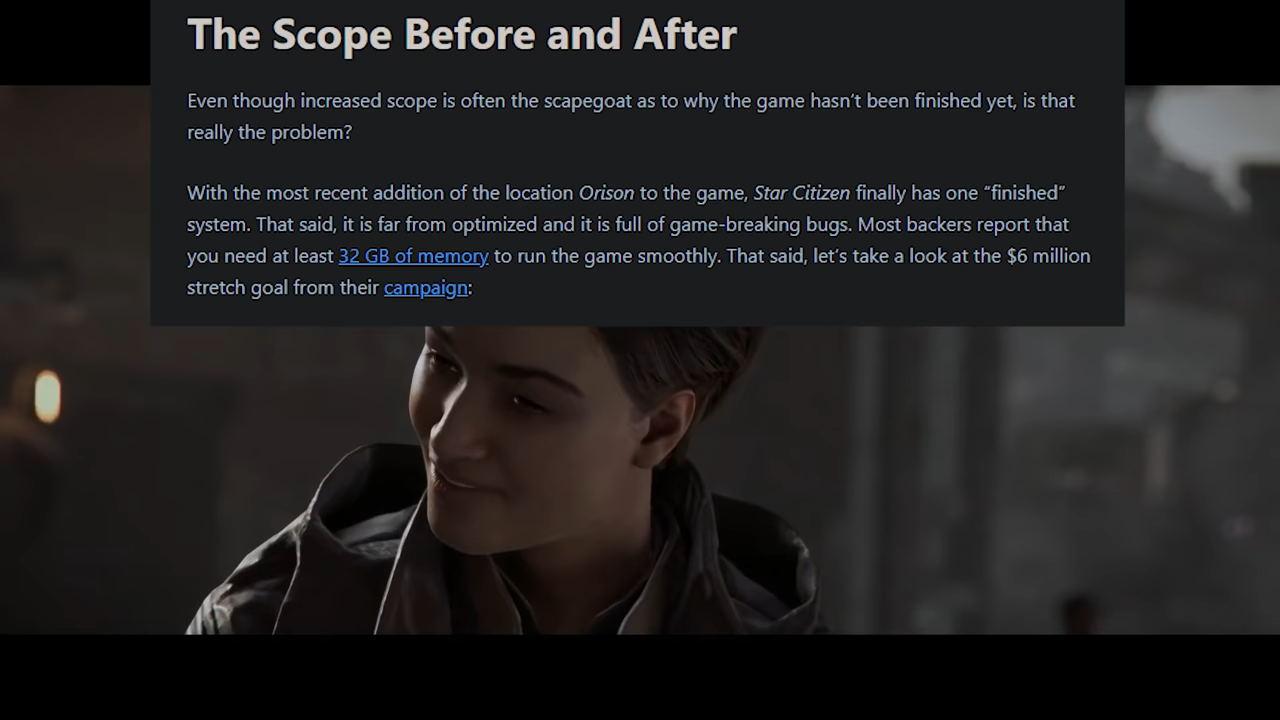 The Scope Before and After
Even though increased scope is often the scapegoat as to why the game hasn't been finished yet, is that
really the problem?
With the most recent addition of the location Orison to the game, Star Citizen finally has one “finished”
system. That said, it is far from optimized and it is full of game-breaking bugs. Most backers report that
you need at least 32 GB of memory to run the game smoothly. That said, let's take a look at the $6 million
stretch goal from their campaign: